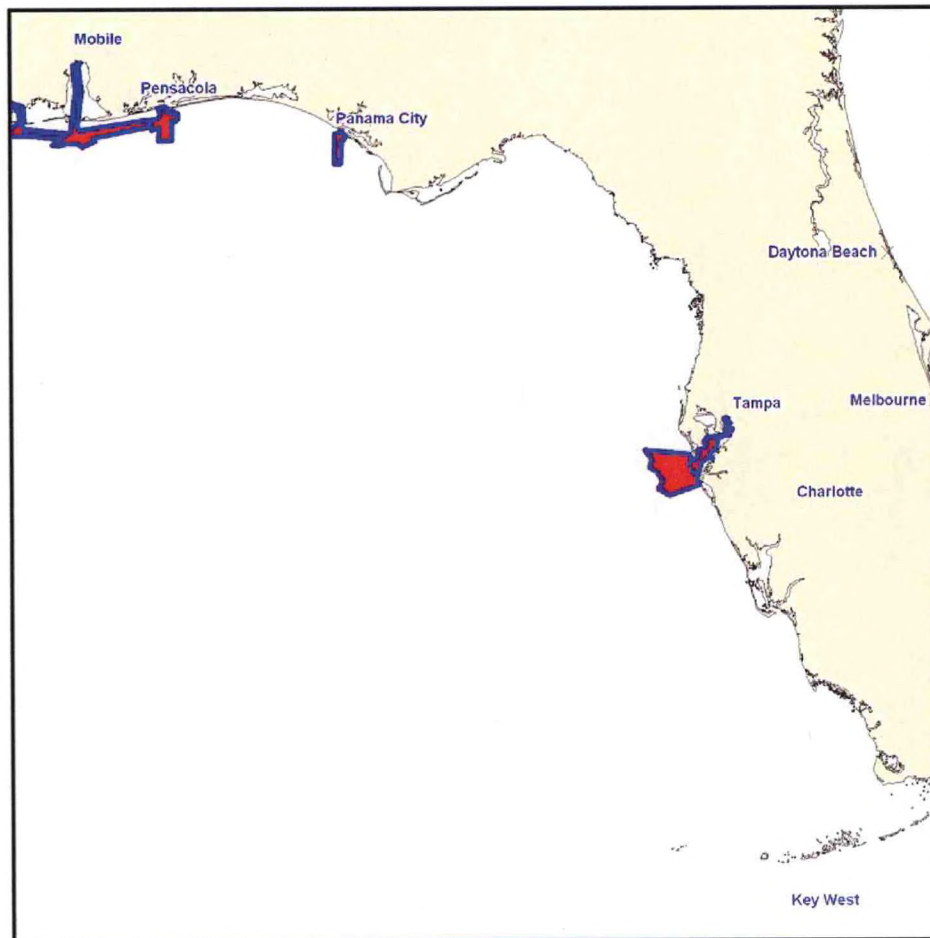 Mobile
Pensacola
Panama City
Daytona Beach
Tampa
Melbourne
Charlotte
Key West